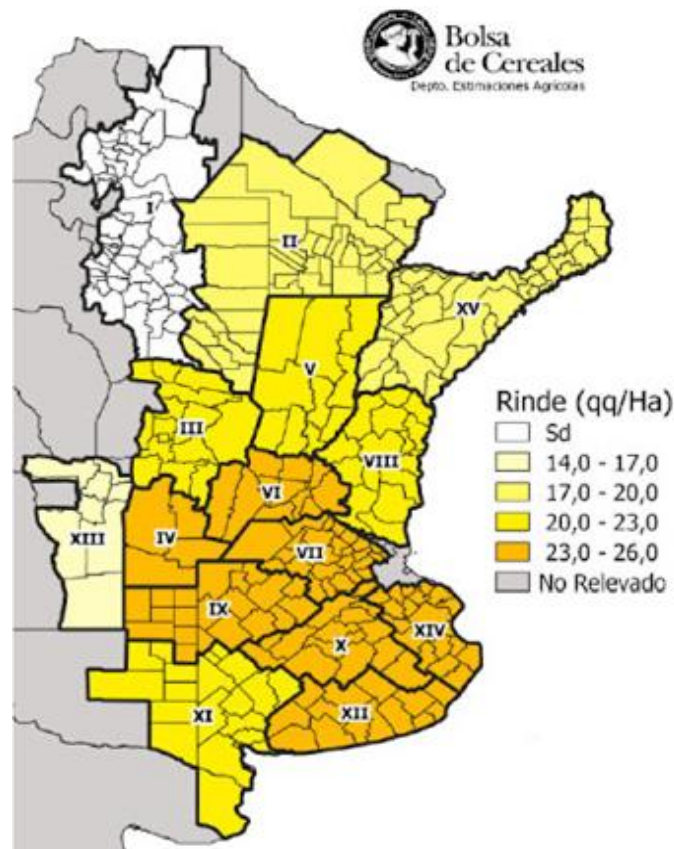 Bolsa
de Cereales
Depto. Estimaciones Agrícolas
I
II
XV
V
III
VIII
VI
XIII
IV
VII
IX
XIV
X
XI
XII
Rinde (qq/Ha)
Sd
14,0 - 17,0
17,0 - 20,0
20,0 - 23,0
23,0 - 26,0
No Relevado